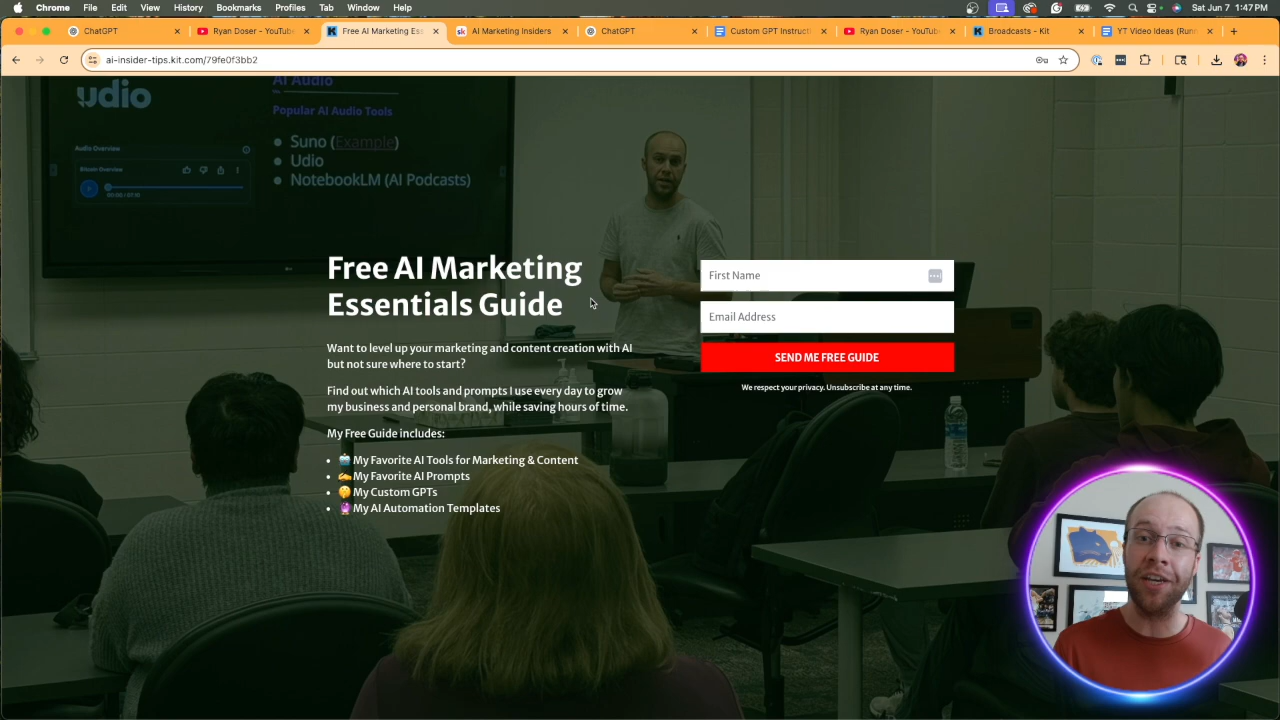 Chrome File Edit View History Bookmarks Profiles Tab Window Help Sat Jun 7 1:47 PM
ChatGPT Ryan Doser - YouTube Free AI Marketing Ess AI Marketing Insiders ChatGPT Custom GPT Instructi Ryan Doser - YouTube Broadcasts - Kit YT Video Ideas (Runn
ai-insider-tips.kit.com/79fe0f3bb2
AI Audio
udio
Popular AI Audio Tools
Suno (Example)
Udio
NotebookLM (AI Podcasts)
Audio Overview
Free AI Marketing
Essentials Guide
Want to level up your marketing and content creation with AI
but not sure where to start?
Find out which AI tools and prompts I use every day to grow
my business and personal brand, while saving hours of time.
My Free Guide includes:
• 🤖My Favorite AI Tools for Marketing & Content
• ✍️My Favorite AI Prompts
• 🤫My Custom GPTs
• 🔮My AI Automation Templates
First Name
Email Address
SEND ME FREE GUIDE
We respect your privacy. Unsubscribe at any time.